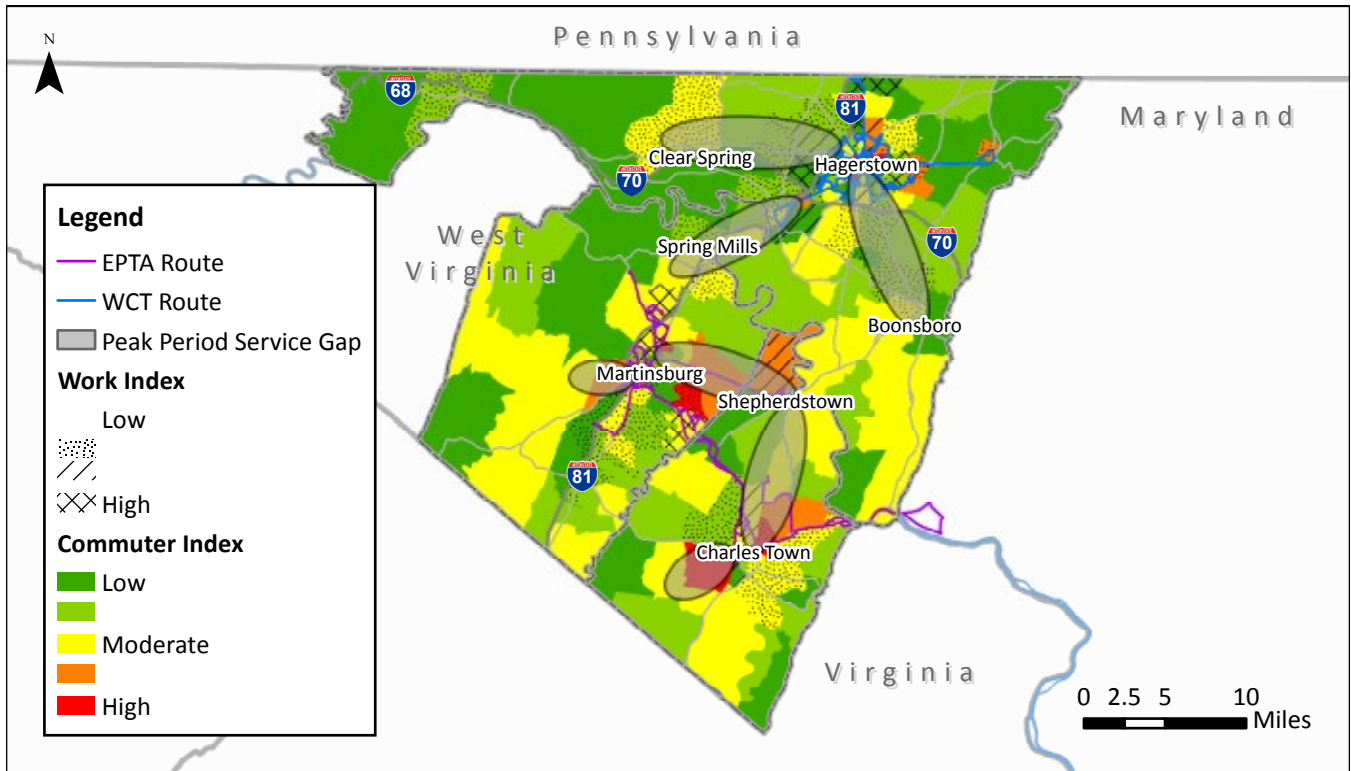 Pennsylvania
N
68
81
Maryland
Clear Spring
Hagerstown
70
Legend
West
Virginia
Spring Mills
70
EPTA Route
WCT Route
Peak Period Service Gap
Boonsboro
Work Index
Martinsburg
Low
Shepherdstown
81
High
Commuter Index
Charles Town
Low
Moderate
Virginia
High
0 2.5 5 10
Miles